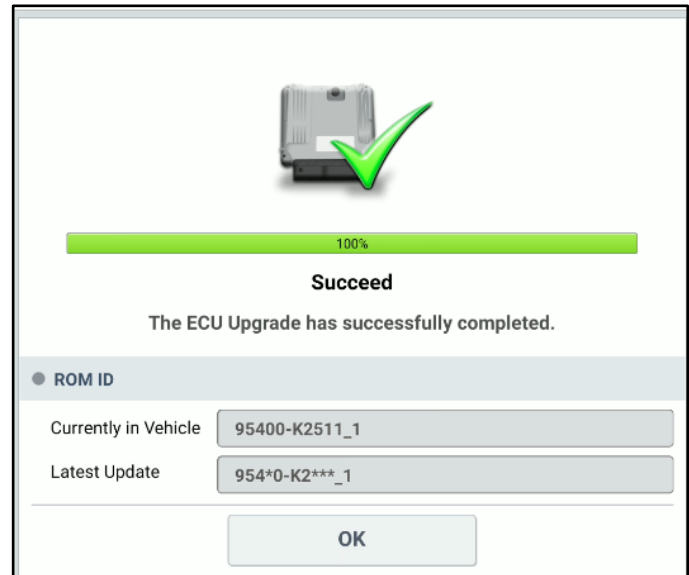 100%
Succeed
The ECU Upgrade has successfully completed.
ROM ID
Currently in Vehicle 95400-K2511_1
Latest Update 954*0-K2***_1
OK